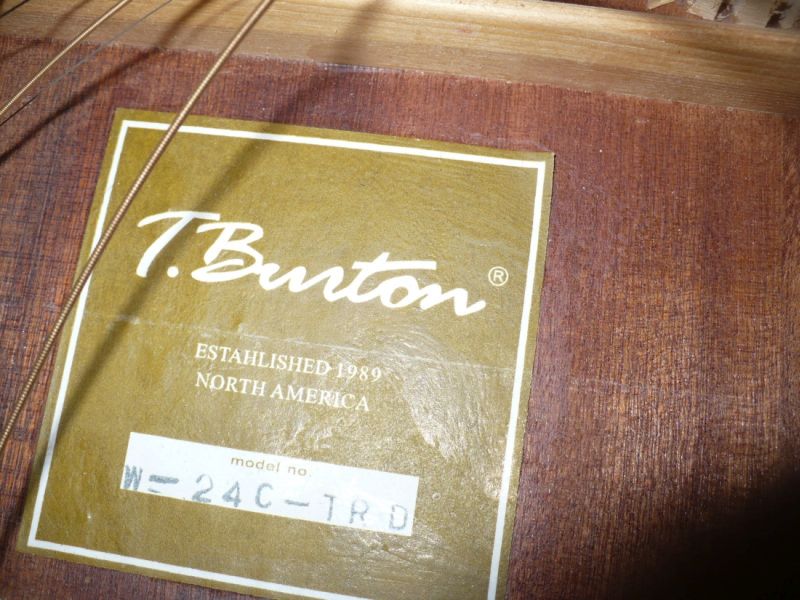 T.Burton ®
ESTAHLISHED 1989
NORTH AMERICA
model no.
W-24C-TRD